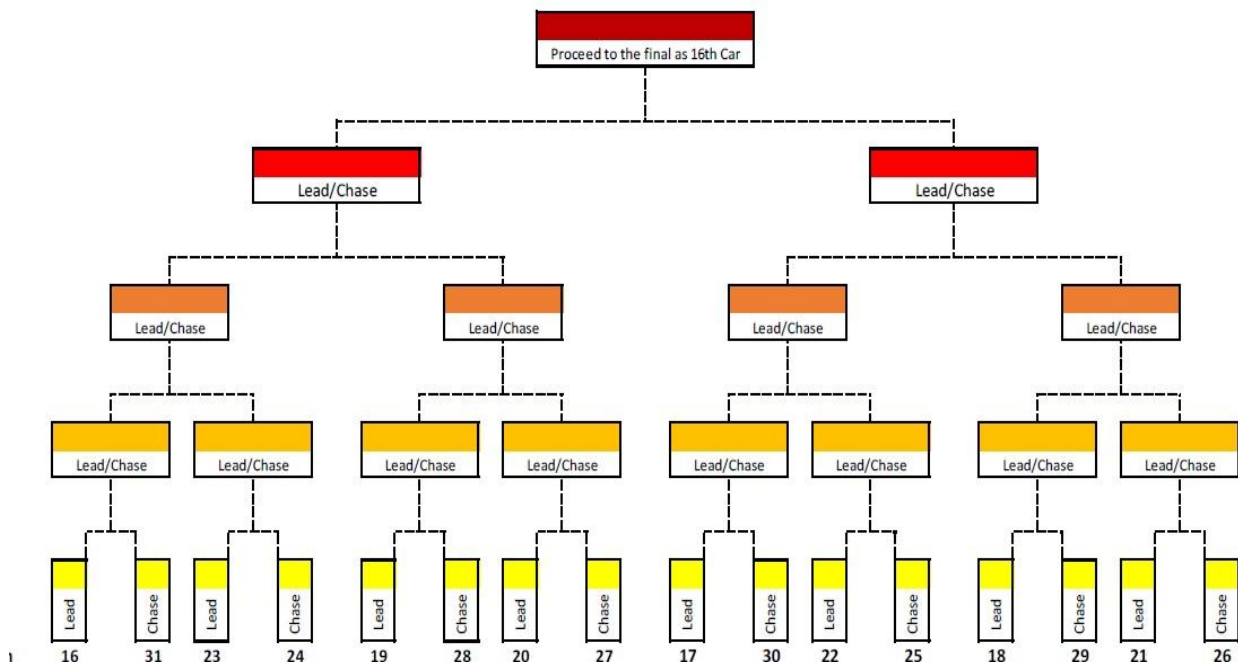 Proceed to the final as 16th Car
Lead/Chase Lead/Chase
Lead/Chase Lead/Chase Lead/Chase Lead/Chase
Lead/Chase Lead/Chase Lead/Chase Lead/Chase Lead/Chase Lead/Chase Lead/Chase Lead/Chase
Lead Chase Lead Chase Lead Chase Lead Chase Lead Chase Lead Chase Lead Chase Lead Chase
16 31 23 24 19 28 20 27 17 30 22 25 18 29 21 26